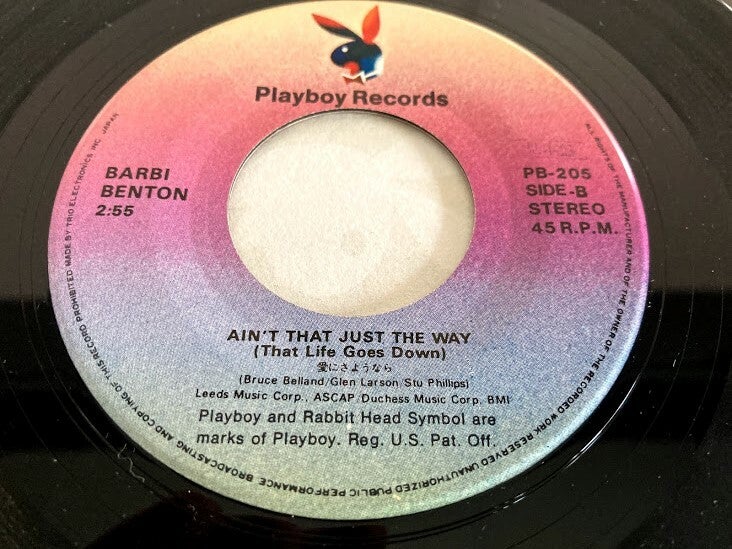 Playboy Records
BARBI
BENTON
2:55
PB-205
SIDE-B
STEREO
45 R.P.M.
AIN'T THAT JUST THE WAY
(That Life Goes Down)
愛にさようなら
(Bruce Belland/Glen Larson/Stu Phillips)
Leeds Music Corp., ASCAP/Duchess Music Corp. BMI
Playboy and Rabbit Head Symbol are
marks of Playboy. Reg. U.S. Pat. Off.
ALL RIGHTS OF THE MANUFACTURER AND OF THE OWNER OF THE RECORDED WORK RESERVED UNAUTHORIZED PUBLIC PERFORMANCE BROADCASTING AND COPYING OF THIS RECORD PROHIBITED MADE BY TRIO ELECTRONICS INC. JAPAN